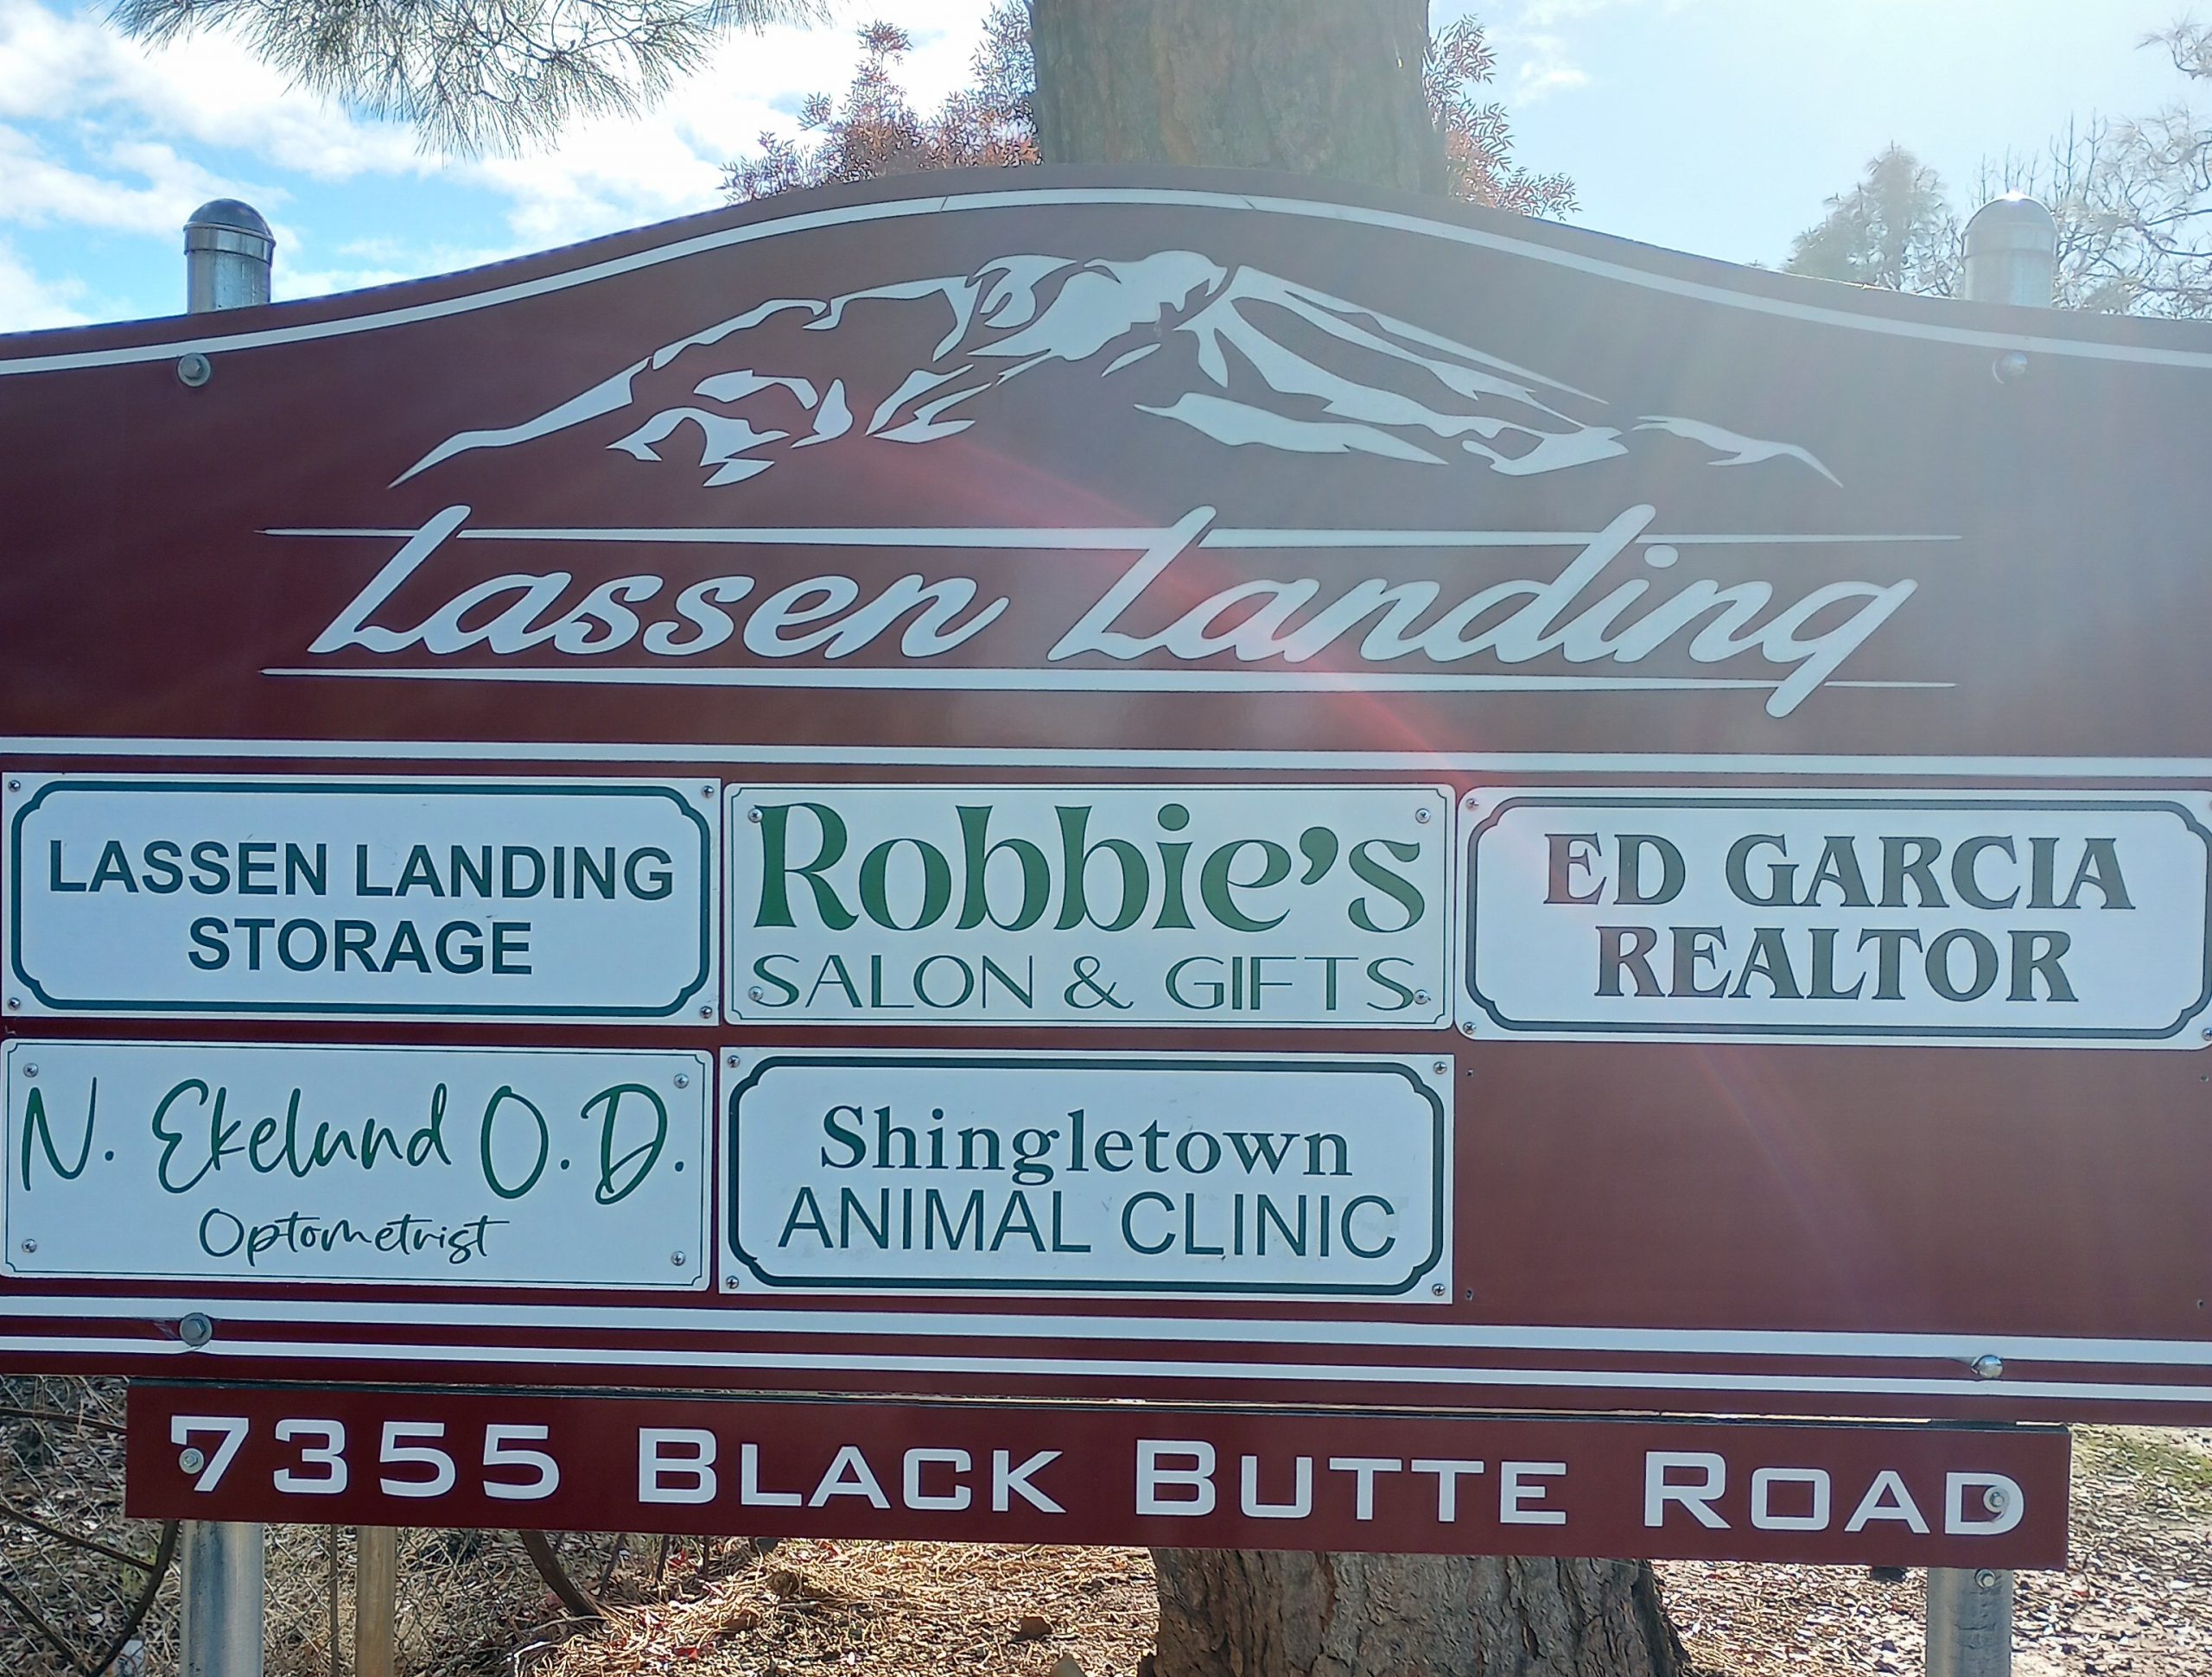 Lassen Landing
LASSEN LANDING
STORAGE
Robbie's
SALON & GIFTS
ED GARCIA
REALTOR
N. Ekelund O.D.
Optometrist
Shingletown
ANIMAL CLINIC
7355 BLACK BUTTE ROAD